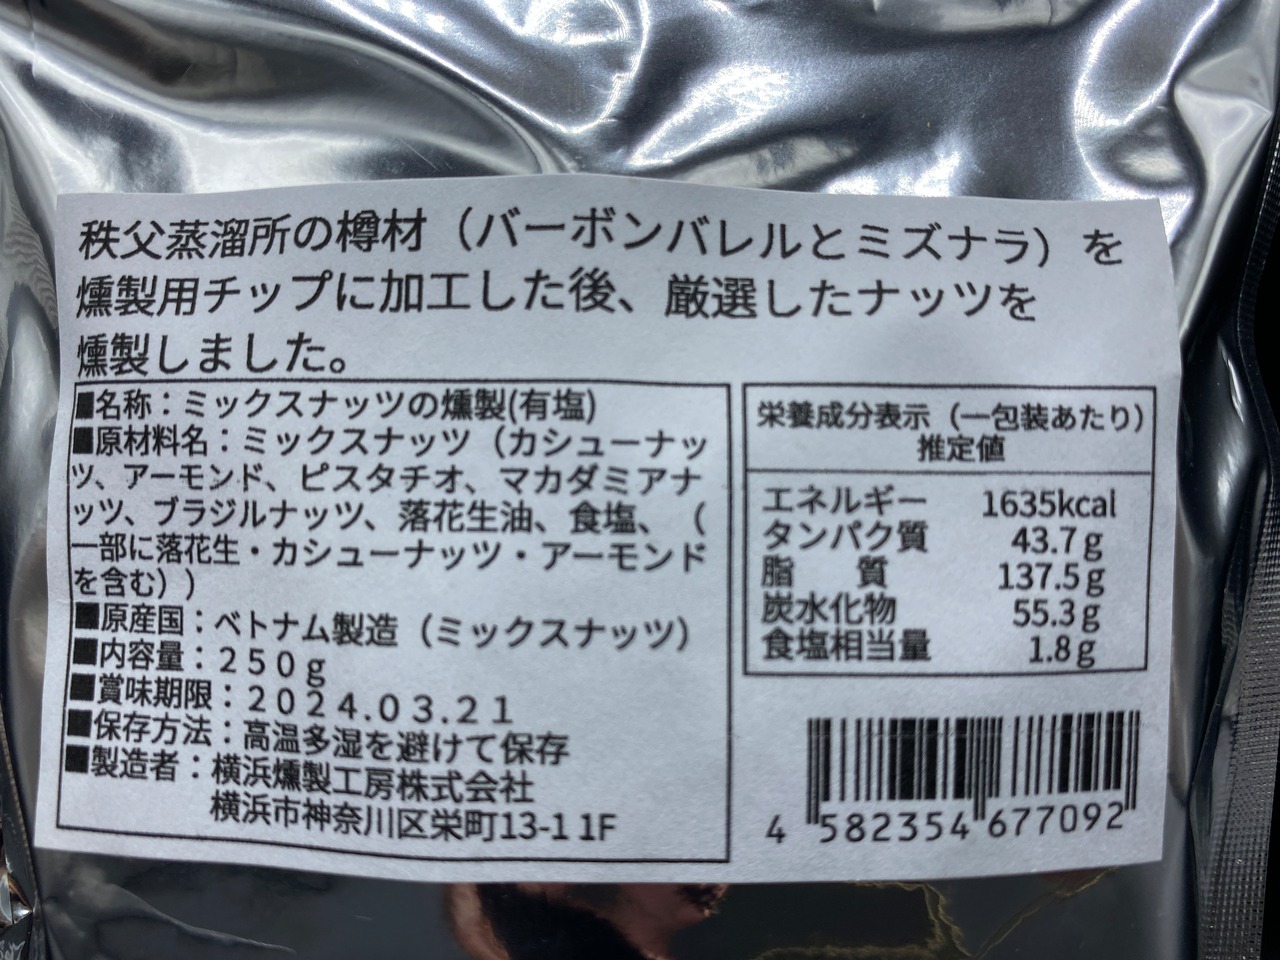 秩父蒸溜所の樽材（バーボンバレルとミズナラ）を
燻製用チップに加工した後、厳選したナッツを
燻製しました。
■名称：ミックスナッツの燻製(有塩)
■原材料名：ミックスナッツ（カシューナッ
ツ、アーモンド、ピスタチオ、マカダミアナ
ッツ、ブラジルナッツ、落花生油、食塩、（
一部に落花生・カシューナッツ・アーモンド
を含む））
■原産国：ベトナム製造（ミックスナッツ）
■内容量：２５０ｇ
■賞味期限：２０２４.０３.２１
■保存方法：高温多湿を避けて保存
■製造者：横浜燻製工房株式会社
横浜市神奈川区栄町13-1 1F
栄養成分表示（一包装あたり）
推定値
エネルギー 1635kcal
タンパク質 43.7ｇ
脂　質 137.5ｇ
炭水化物 55.3ｇ
食塩相当量 1.8ｇ
4 582354 677092